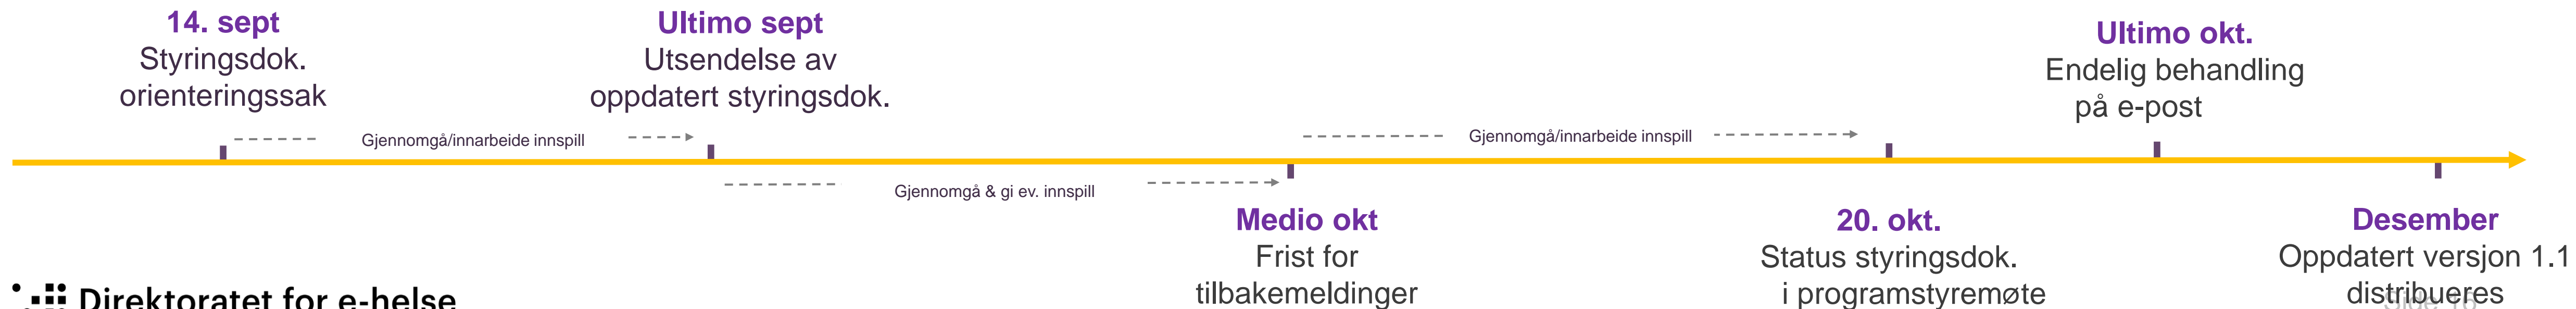 14. sept
Styringsdok.
orienteringssak
Ultimo sept
Utsendelse av
oppdatert styringsdok.
Ultimo okt.
Endelig behandling
på e-post
Gjennomgå/innarbeide innspill
Gjennomgå/innarbeide innspill
Gjennomgå & gi ev. innspill
Medio okt
Frist for
tilbakemeldinger
20. okt.
Status styringsdok.
i programstyremøte
Desember
Oppdatert versjon 1.1
distribueres
Direktoratet for e-helse
Side 16